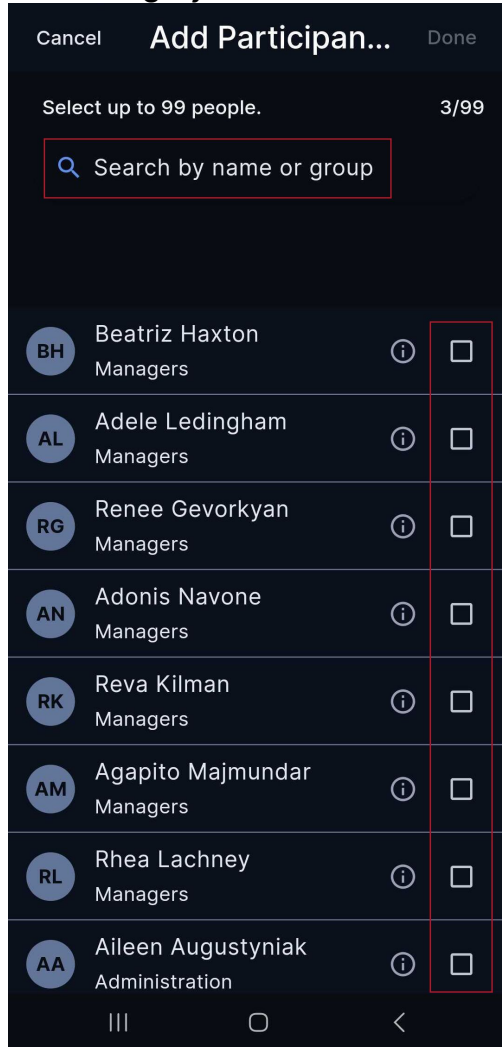 Cancel Add Participan... Done
Select up to 99 people. 3/99
Search by name or group
BH Beatriz Haxton
Managers
AL Adele Ledingham
Managers
RG Renee Gevorkyan
Managers
AN Adonis Navone
Managers
RK Reva Kilman
Managers
AM Agapito Majmundar
Managers
RL Rhea Lachney
Managers
AA Aileen Augustyniak
Administration